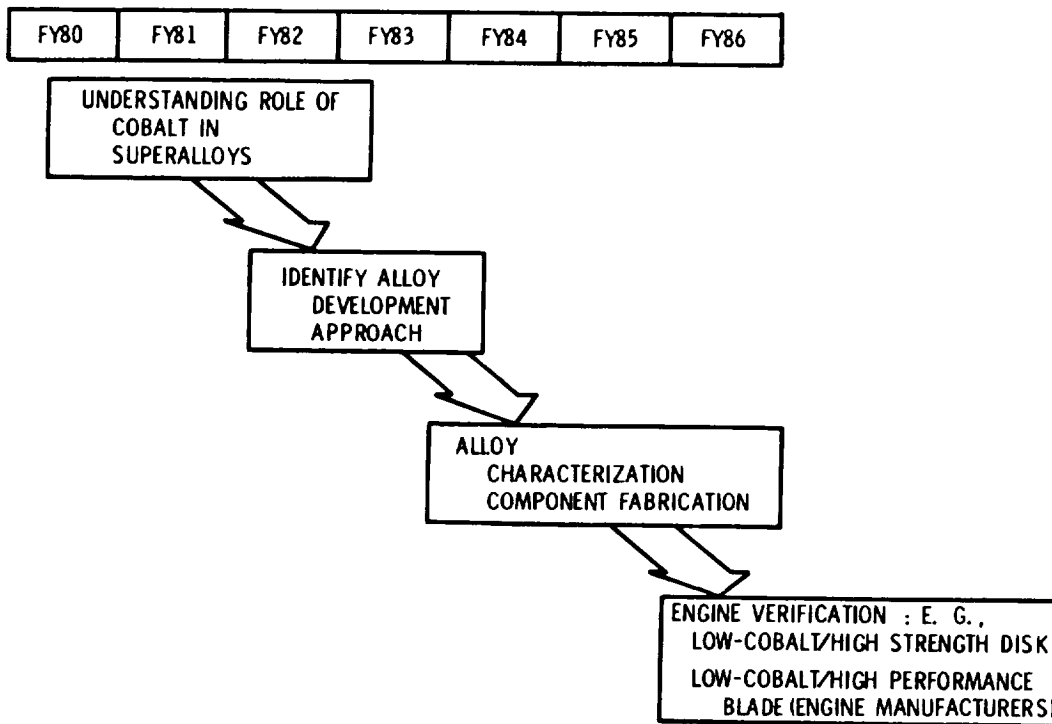 FY80 FY81 FY82 FY83 FY84 FY85 FY86
UNDERSTANDING ROLE OF
COBALT IN
SUPERALLOYS
IDENTIFY ALLOY
DEVELOPMENT
APPROACH
ALLOY
CHARACTERIZATION
COMPONENT FABRICATION
ENGINE VERIFICATION : E. G.,
LOW-COBALT/HIGH STRENGTH DISK
LOW-COBALT/HIGH PERFORMANCE
BLADE (ENGINE MANUFACTURERS)